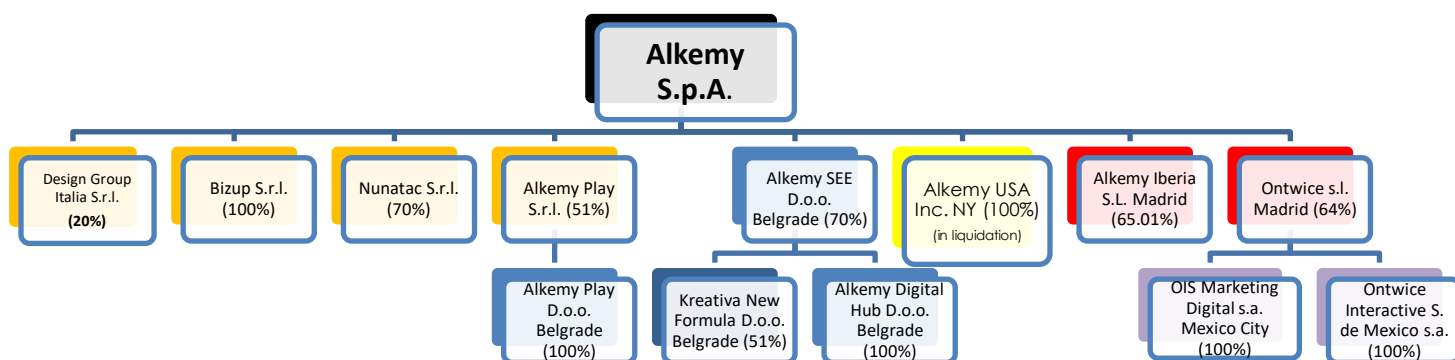 Alkemy
S.p.A.
Design Group
Italia S.r.l.
(20%)
Bizup S.r.l.
(100%)
Nunatac S.r.l.
(70%)
Alkemy Play
S.r.l. (51%)
Alkemy SEE
D.o.o.
Belgrade (70%)
Alkemy USA
Inc. NY (100%)
(in liquidation)
Alkemy Iberia
S.L. Madrid
(65.01%)
Ontwice s.l.
Madrid (64%)
Alkemy Play
D.o.o.
Belgrade
(100%)
Kreativa New
Formula D.o.o.
Belgrade (51%)
Alkemy Digital
Hub D.o.o.
Belgrade
(100%)
OIS Marketing
Digital s.a.
Mexico City
(100%)
Ontwice
Interactive S.
de Mexico s.a.
(100%)